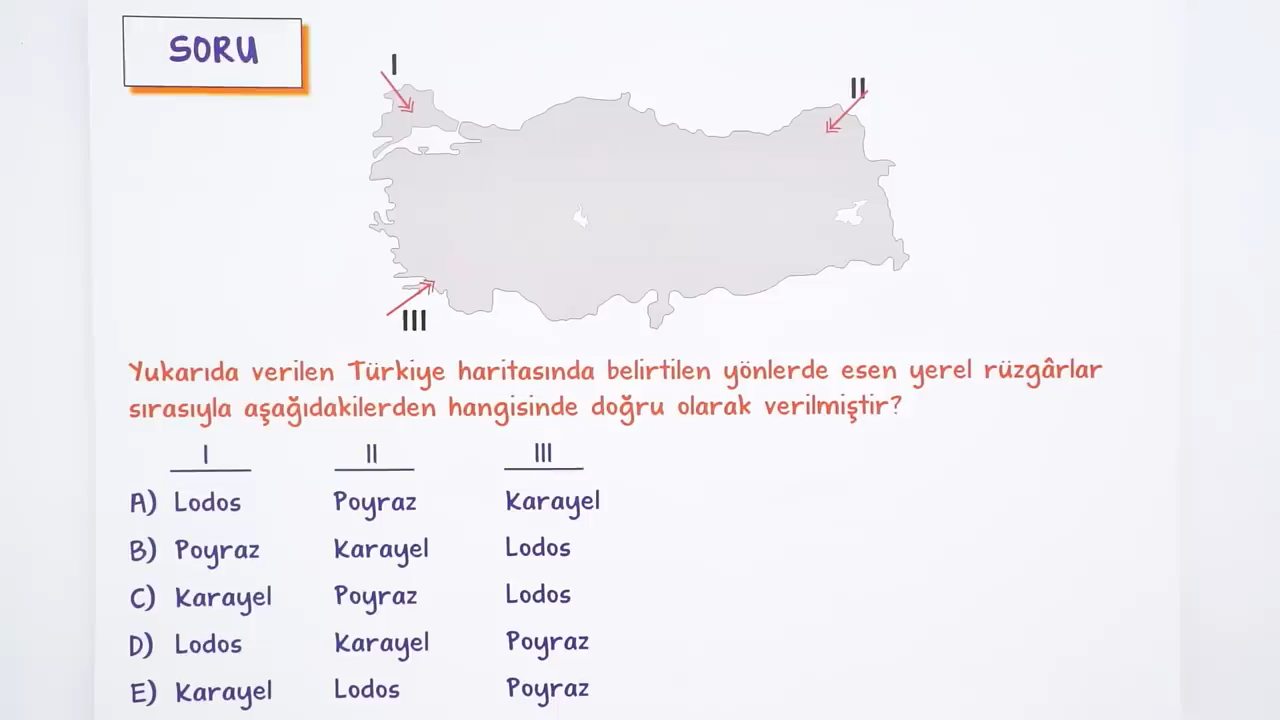 SORU
I
II
III
Yukarıda verilen Türkiye haritasında belirtilen yönlerde esen yerel rüzgârlar
sırasıyla aşağıdakilerden hangisinde doğru olarak verilmiştir?
I II III
A) Lodos Poyraz Karayel
B) Poyraz Karayel Lodos
C) Karayel Poyraz Lodos
D) Lodos Karayel Poyraz
E) Karayel Lodos Poyraz